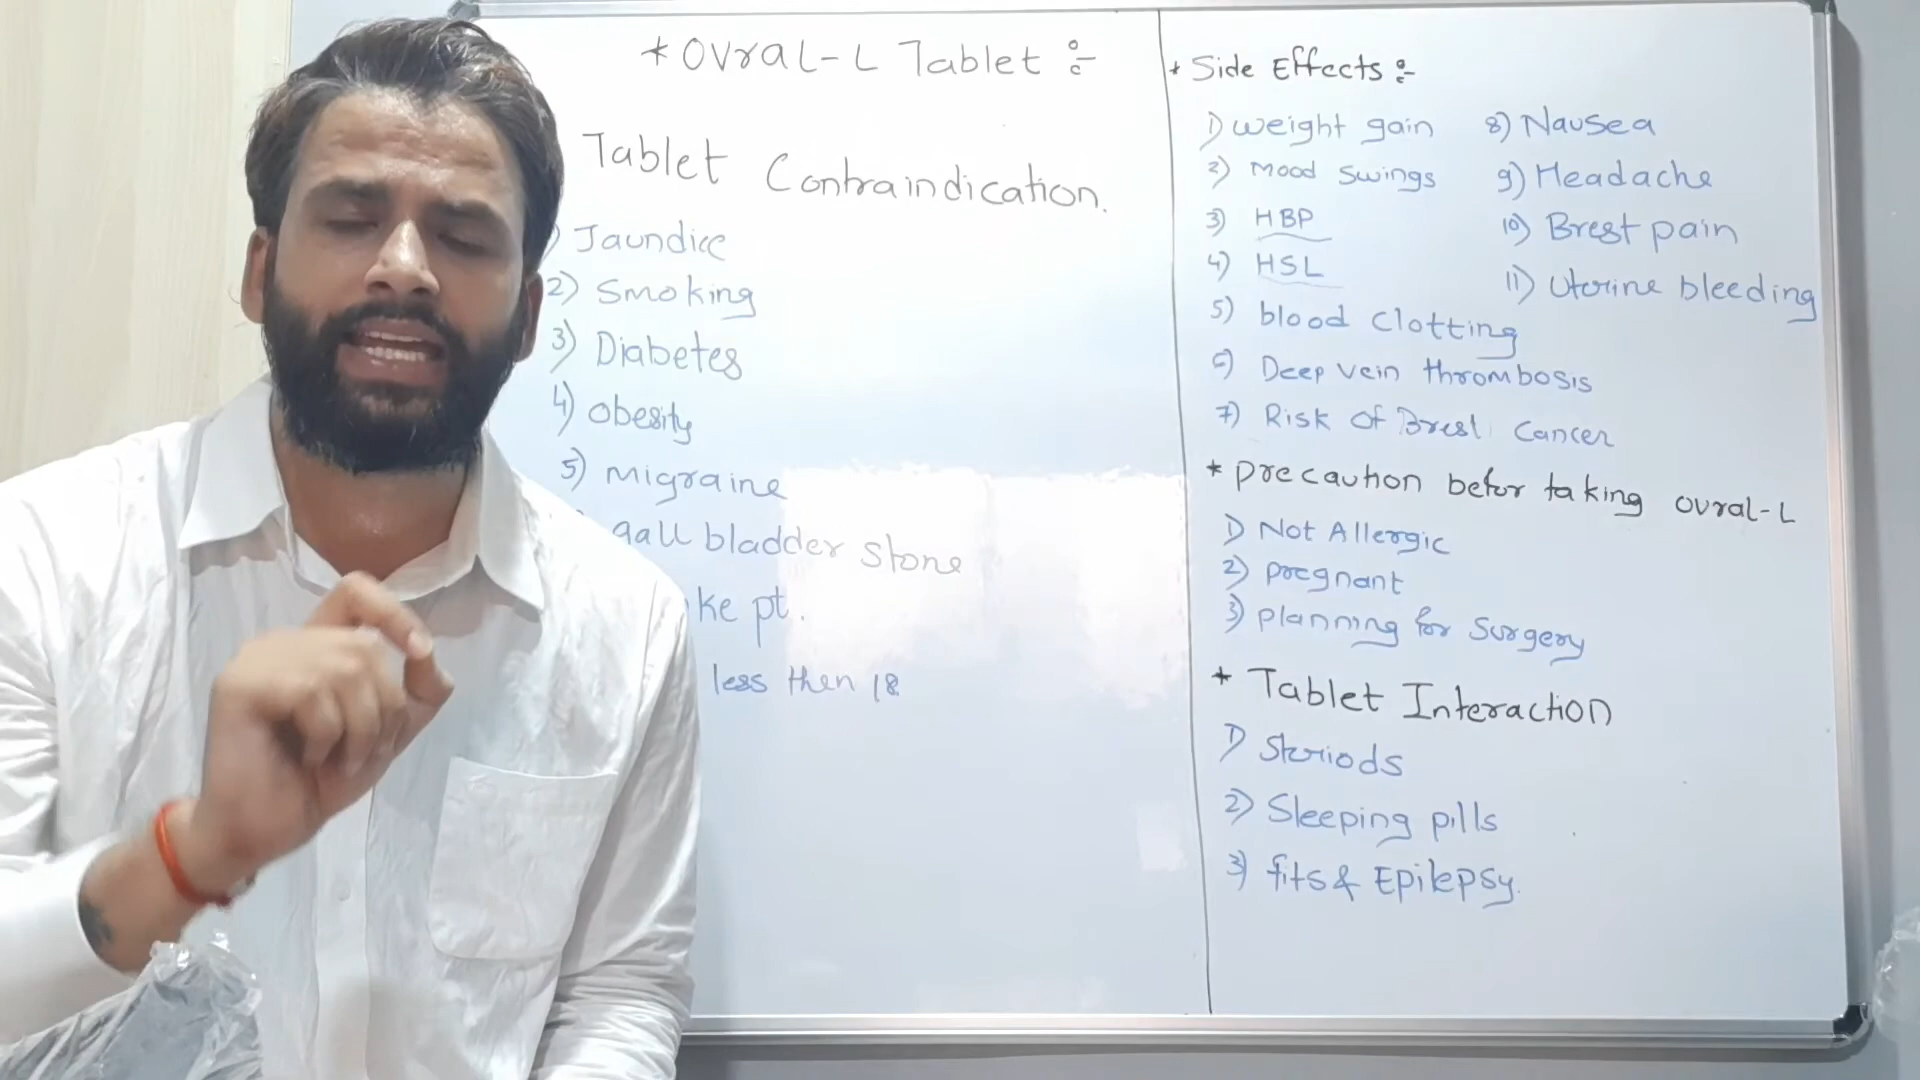 * Ovral-L Tablet :-
Tablet Contraindication.
) Jaundice
2) Smoking
3) Diabetes
4) Obesity
5) Migraine
gall bladder Stone
ke pt.
less then 18
* Side Effects :-
1) Weight gain
2) Mood Swings
3) HBP
4) HSL
5) blood Clotting
6) Deep vein thrombosis
7) Risk Of Brest Cancer
8) Nausea
9) Headache
10) Brest pain
11) Uterine bleeding
* Precaution befor taking ovral-L
1) Not Allergic
2) pregnant
3) planning for Surgery
* Tablet Interaction
1) Steriods
2) Sleeping pills
3) fits & Epilepsy.